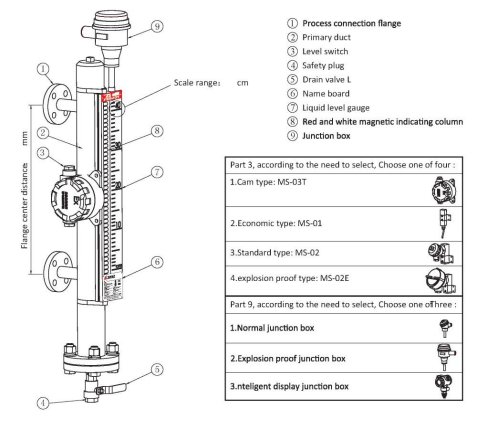 ① Process connection flange
② Primary duct
③ Level switch
④ Safety plug
⑤ Drain valve L
⑥ Name board
⑦ Liquid level gauge
⑧ Red and white magnetic indicating column
⑨ Junction box
⑨
①
Scale range: cm
②
⑧
③
⑦
Flange center distance: mm
⑥
⑤
④
Part 3, according to the need to select, Choose one of four :
1.Cam type: MS-03T
2.Economic type: MS-01
3.Standard type: MS-02
4.explosion proof type: MS-02E
Part 9, according to the need to select, Choose one of Three :
1.Normal junction box
2.Explosion proof junction box
3.nteligent display junction box